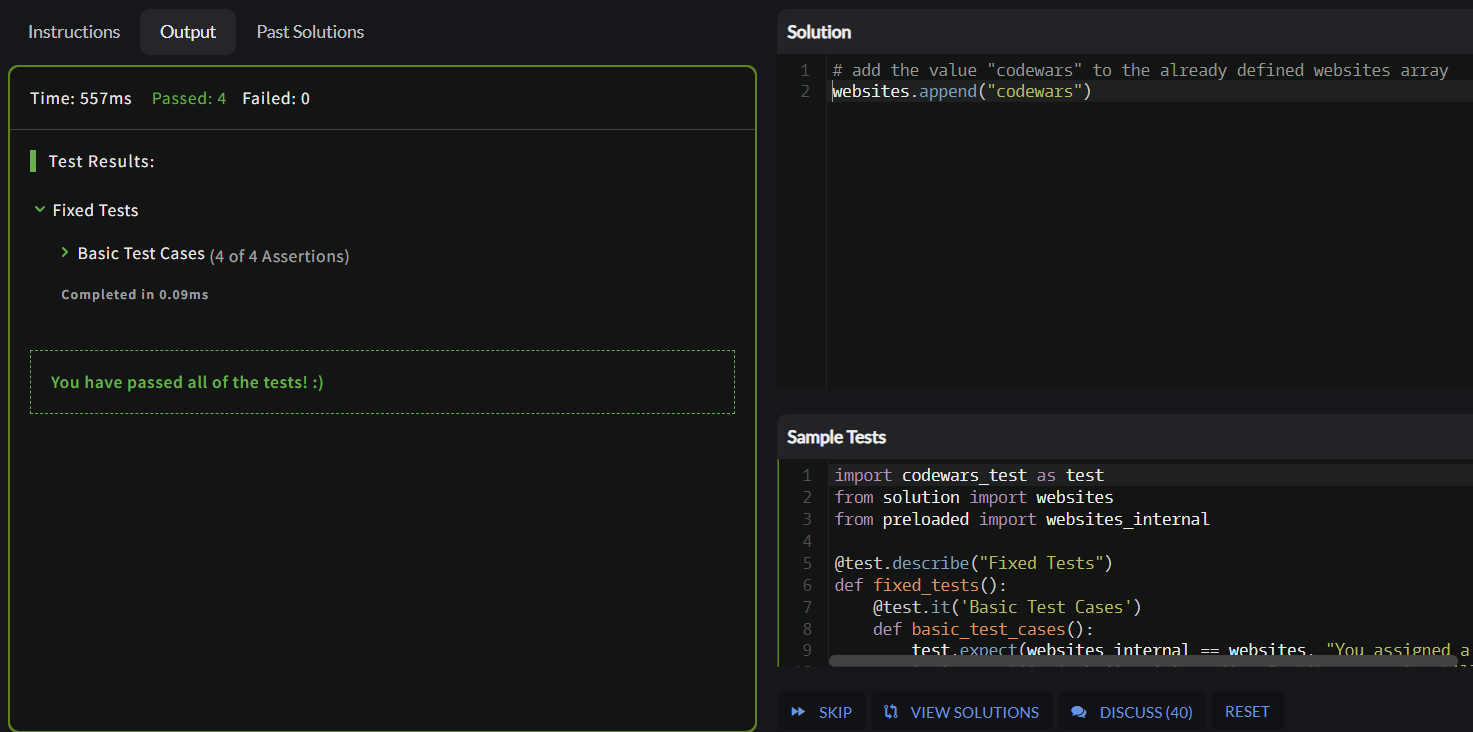 Instructions
Output
Past Solutions
Time: 557ms Passed: 4 Failed: 0
Test Results:
Fixed Tests
Basic Test Cases (4 of 4 Assertions)
Completed in 0.09ms
You have passed all of the tests! :)
Solution
1 # add the value "codewars" to the already defined websites array
2 websites.append("codewars")
Sample Tests
1 import codewars_test as test
2 from solution import websites
3 from preloaded import websites_internal
4
5 @test.describe("Fixed Tests")
6 def fixed_tests():
7 @test.it('Basic Test Cases')
8 def basic_test_cases():
9 test.expect(websites_internal == websites, "You assigned a
SKIP
VIEW SOLUTIONS
DISCUSS (40)
RESET